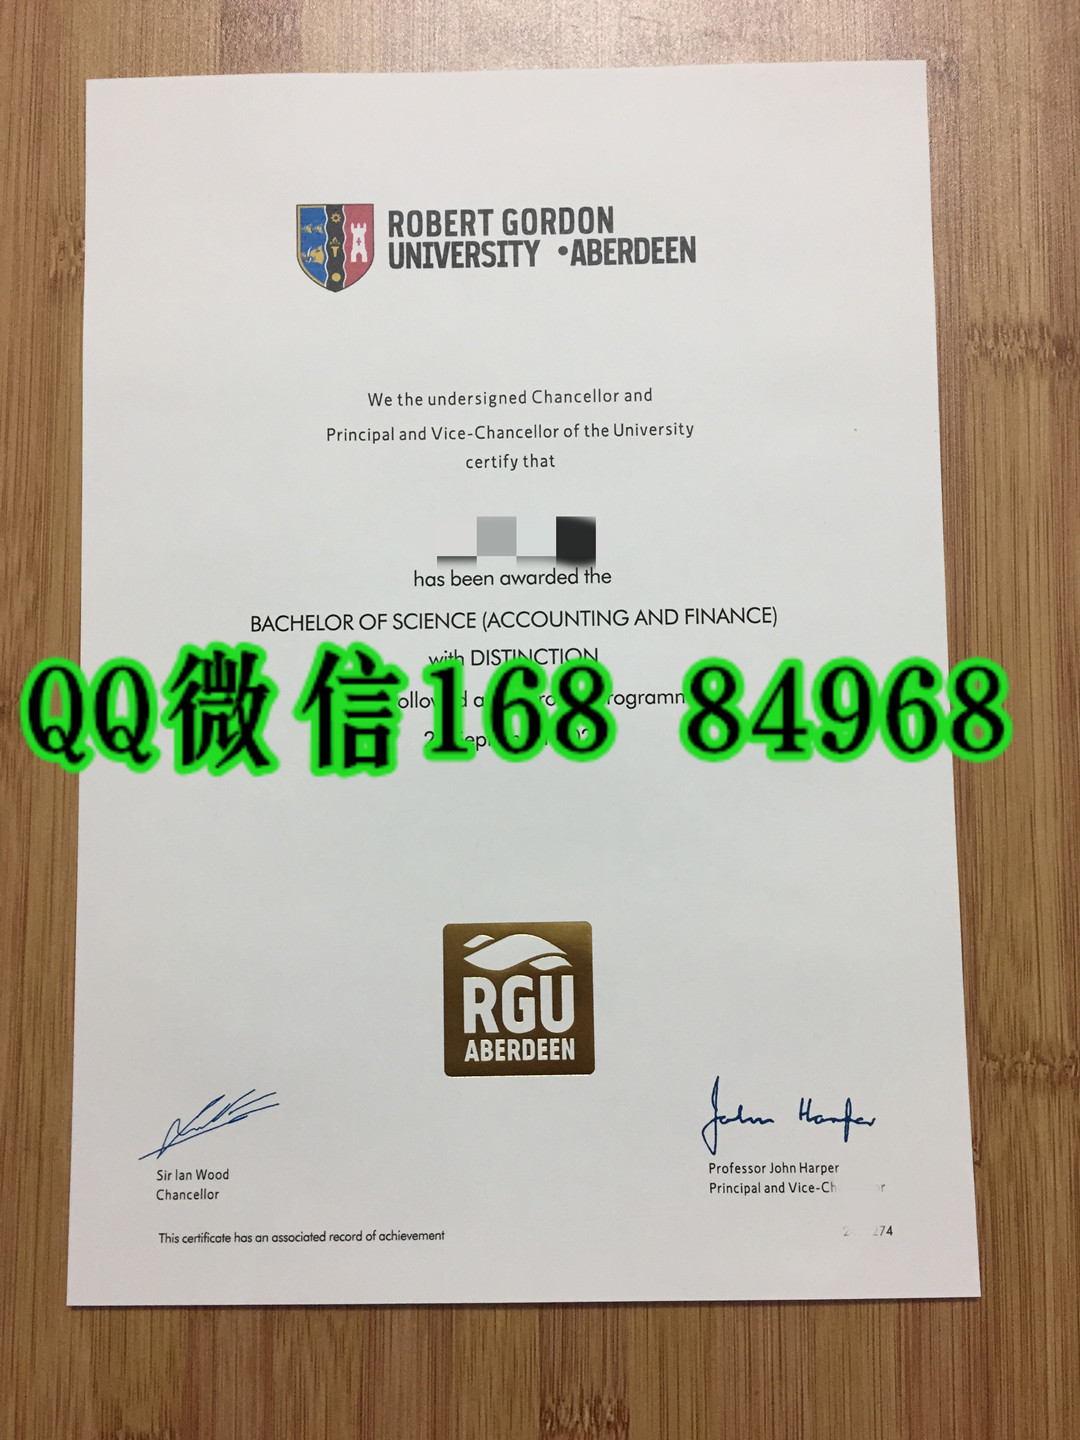 ROBERT GORDON
UNIVERSITY •ABERDEEN
We the undersigned Chancellor and
Principal and Vice-Chancellor of the University
certify that
has been awarded the
BACHELOR OF SCIENCE (ACCOUNTING AND FINANCE)
with DISTINCTION
QQ微信168 84968
RGU
ABERDEEN
John Harper
Sir Ian Wood
Chancellor
Professor John Harper
Principal and
This certificate has an associated record of achievement